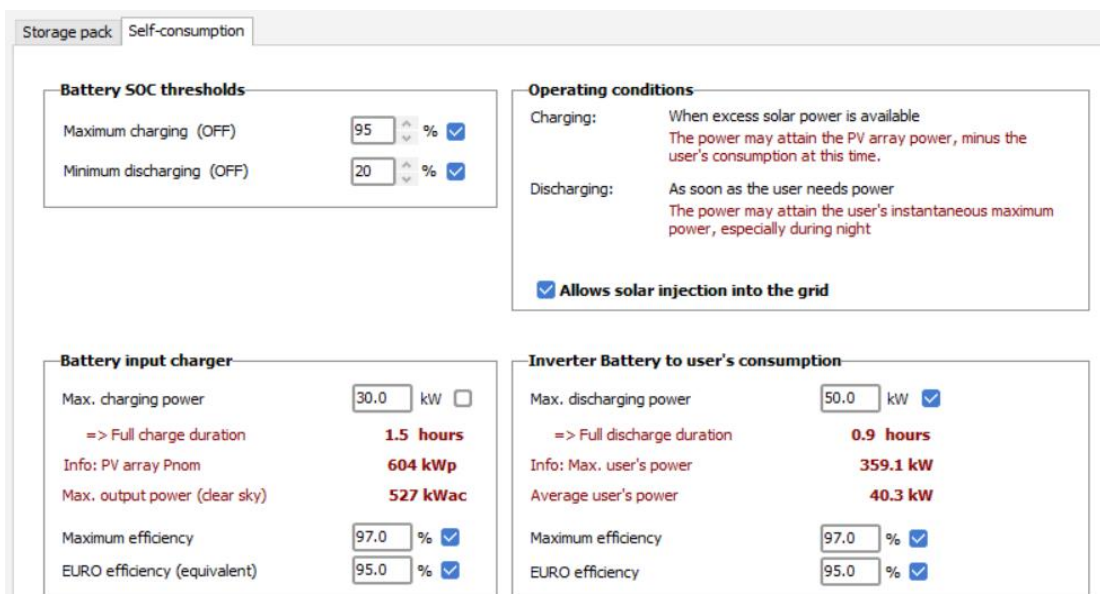 Storage pack Self-consumption
Battery SOC thresholds
Maximum charging (OFF) 95 %
Minimum discharging (OFF) 20 %
Operating conditions
Charging: When excess solar power is available
The power may attain the PV array power, minus the
user's consumption at this time.
Discharging: As soon as the user needs power
The power may attain the user's instantaneous maximum
power, especially during night
Allows solar injection into the grid
Battery input charger
Max. charging power 30.0 kW
=> Full charge duration 1.5 hours
Info: PV array Pnom 604 kWp
Max. output power (clear sky) 527 kWac
Maximum efficiency 97.0 %
EURO efficiency (equivalent) 95.0 %
Inverter Battery to user's consumption
Max. discharging power 50.0 kW
=> Full discharge duration 0.9 hours
Info: Max. user's power 359.1 kW
Average user's power 40.3 kW
Maximum efficiency 97.0 %
EURO efficiency 95.0 %